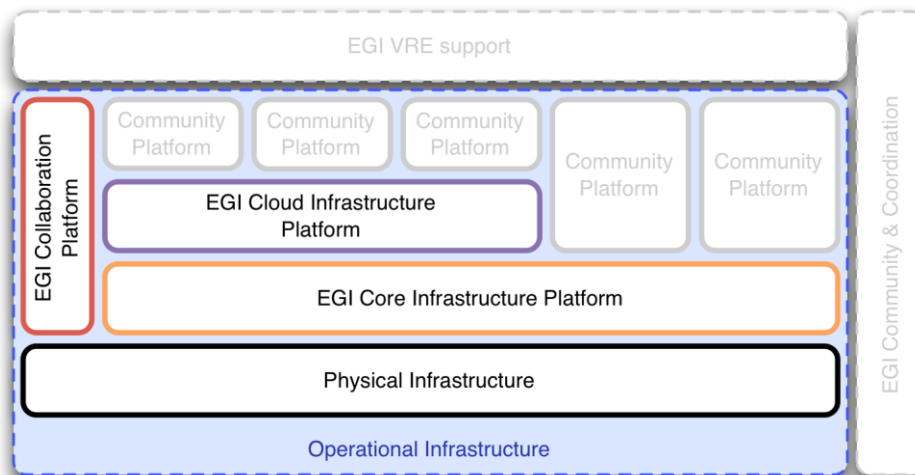 EGI VRE support
EGI Collaboration
Platform
Community
Platform
Community
Platform
Community
Platform
Community
Platform
Community
Platform
EGI Cloud Infrastructure
Platform
EGI Core Infrastructure Platform
Physical Infrastructure
Operational Infrastructure
EGI Community & Coordination